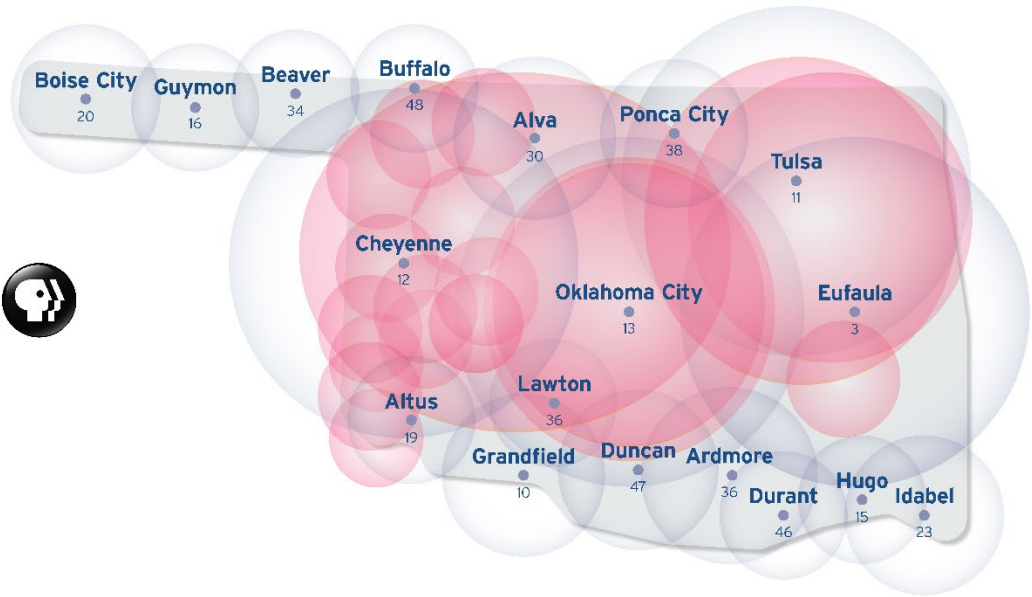 Boise City
20
Guymon
16
Beaver
34
Buffalo
48
Alva
30
Ponca City
38
Tulsa
11
Cheyenne
12
Oklahoma City
13
Eufaula
3
Altus
19
Lawton
36
Grandfield
10
Duncan
47
Ardmore
36
Durant
46
Hugo
15
Idabel
23